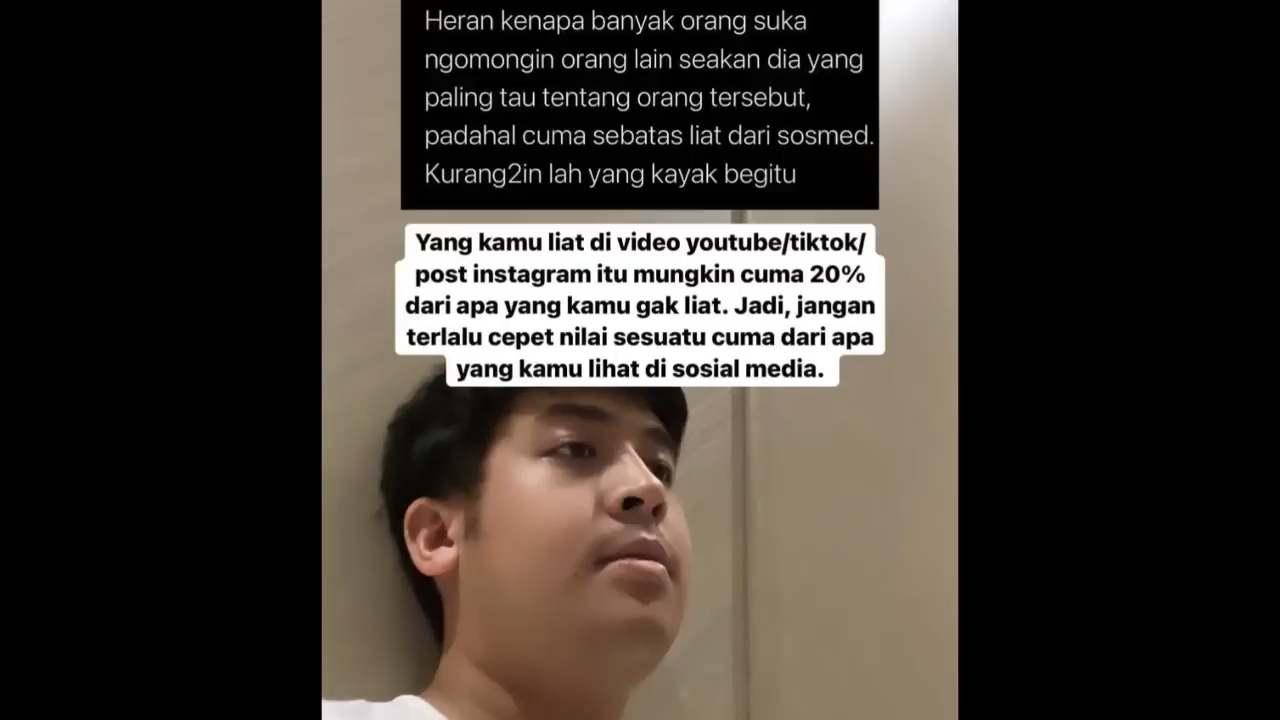 Heran kenapa banyak orang suka
ngomongin orang lain seakan dia yang
paling tau tentang orang tersebut,
padahal cuma sebatas liat dari sosmed.
Kurang2in lah yang kayak begitu
Yang kamu liat di video youtube/tiktok/
post instagram itu mungkin cuma 20%
dari apa yang kamu gak liat. Jadi, jangan
terlalu cepet nilai sesuatu cuma dari apa
yang kamu lihat di sosial media.